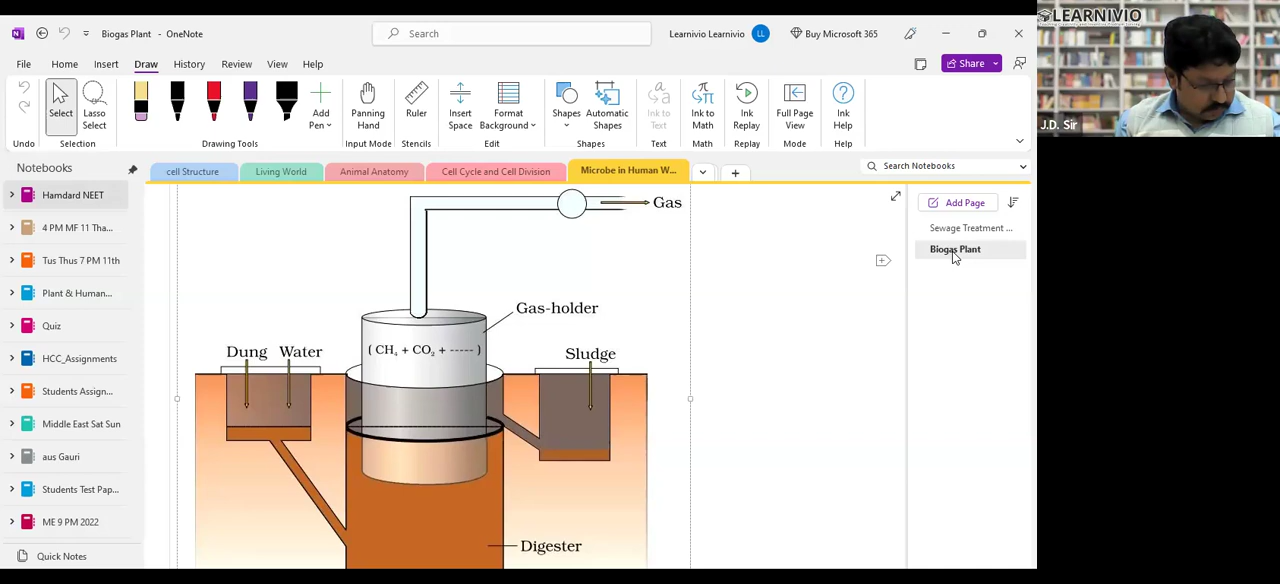 Biogas Plant - OneNote
Search
Learnivio Learnivio
LL
Buy Microsoft 365
LEARNIVIO
J.D. Sir
File Home Insert Draw History Review View Help
Share
Select
Lasso Select
Add Pen
Panning Hand
Ruler
Insert Space
Format Background
Shapes
Automatic Shapes
Ink to Text
Ink to Math
Ink Replay
Full Page View
Ink Help
Undo
Selection
Drawing Tools
Input Mode
Stencils
Edit
Shapes
Text
Math
Replay
Mode
Help
Notebooks
cell Structure
Living World
Animal Anatomy
Cell Cycle and Cell Division
Microbe in Human W...
Search Notebooks
Hamdard NEET
4 PM MF 11 Tha...
Tus Thus 7 PM 11th
Plant & Human...
Quiz
HCC_Assignments
Students Assign...
Middle East Sat Sun
aus Gauri
Students Test Pap...
ME 9 PM 2022
Quick Notes
Add Page
Sewage Treatment ...
Biogas Plant
Gas
Gas-holder
( CH₄ + CO₂ + ----- )
Dung Water
Sludge
Digester